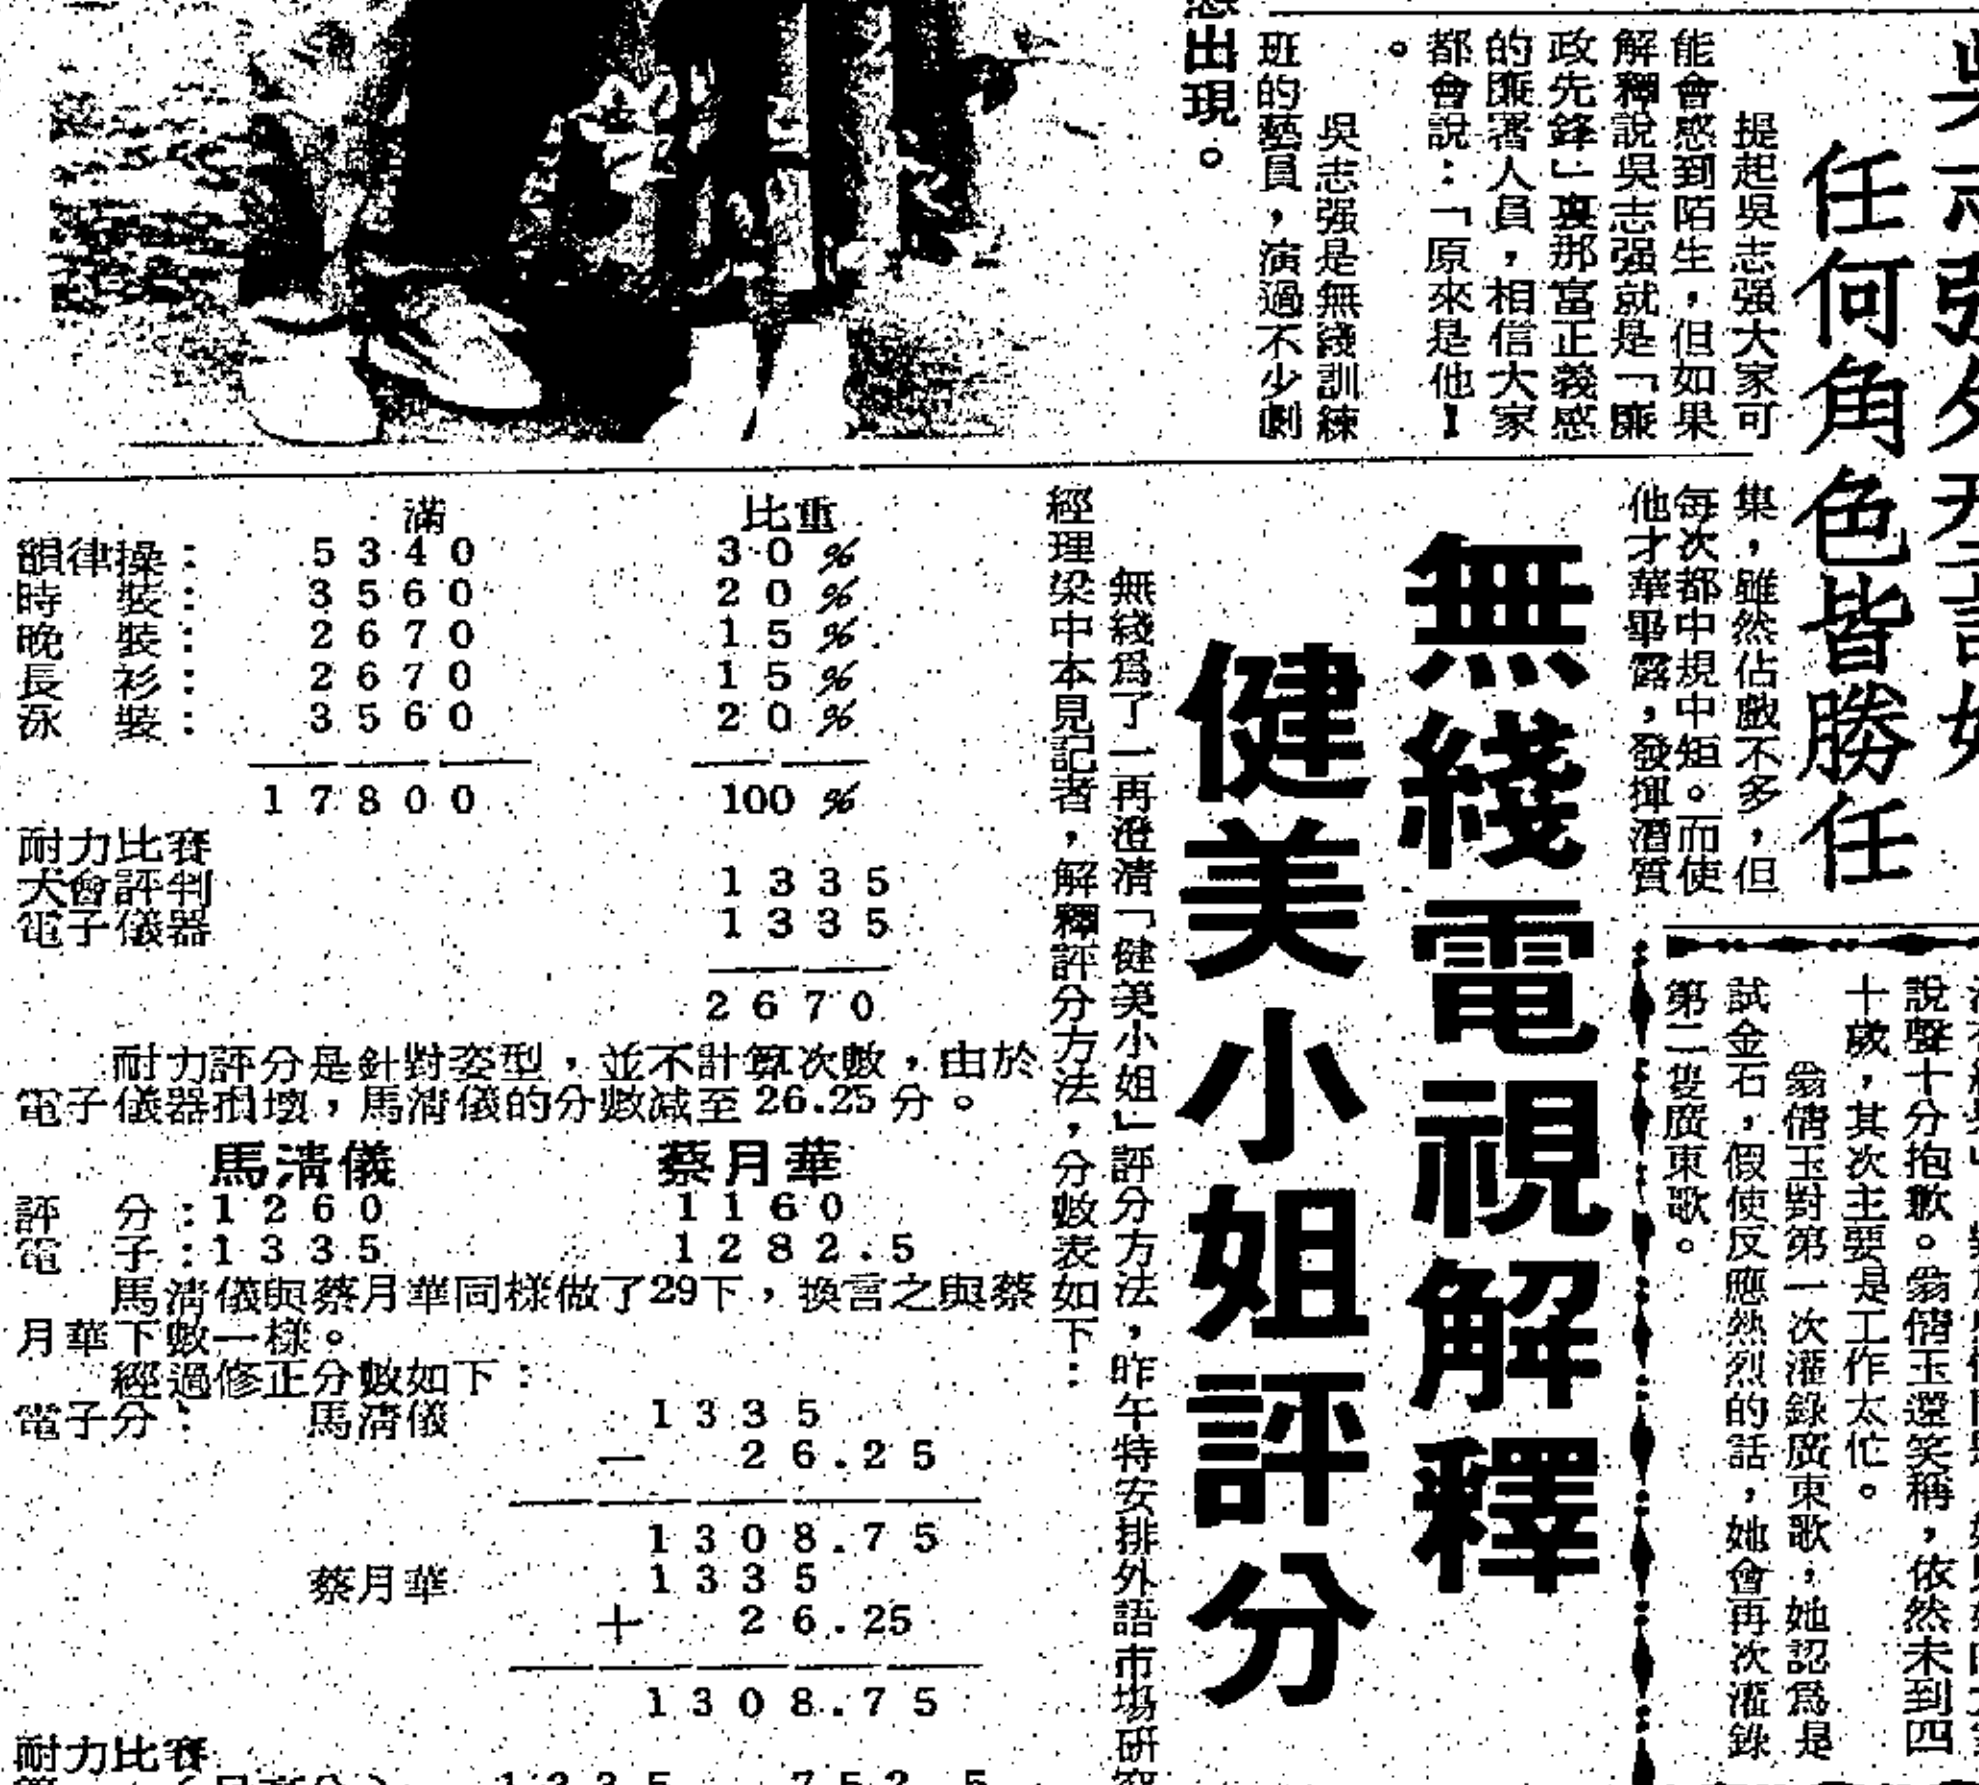 任何角色皆勝任
提起吳志强大家可
能會感到陌生，但如果
解釋說吳志强就是「廉
政先鋒」裏那富正義感
的廉署人員，相信大家
都會說：「原來是他！
。
吳志强是無綫訓練
班的藝員，演過不少劇
集，雖然佔戲不多，但
每次都中規中矩。而使
他才華畢露，發揮潛質
出現。
無綫電視解釋
健美小姐評分
無綫爲了一再澄清「健美小姐」評分方法，昨午特安排外語市場研
經理梁中本見記者，解釋評分方法，分數表如下：
滿 比重
韻律操： 5340 30%
時裝： 3560 20%
晚裝： 2670 15%
長衫： 2670 15%
泳裝： 3560 20%
17800 100%
耐力比賽
大會評判 1335
電子儀器 1335
2670
耐力評分是針對姿型，並不計算次數，由於
電子儀器損壞，馬清儀的分數減至26.25分。
馬清儀 蔡月華
評分：1260 1160
電子：1335 1282.5
馬清儀與蔡月華同樣做了29下，換言之與蔡
月華下數一樣。
經過修正分數如下：
電子分： 馬清儀 1335
— 26.25
1308.75
蔡月華 1335
＋ 26.25
1308.75
耐力比賽
說聲十分抱歉。翁倩玉還笑稱，依然未到四
十歲，其次主要是工作太忙。
翁倩玉對第一次灌錄廣東歌，她認爲是
試金石，假使反應熱烈的話，她會再次灌錄
第二隻廣東歌。